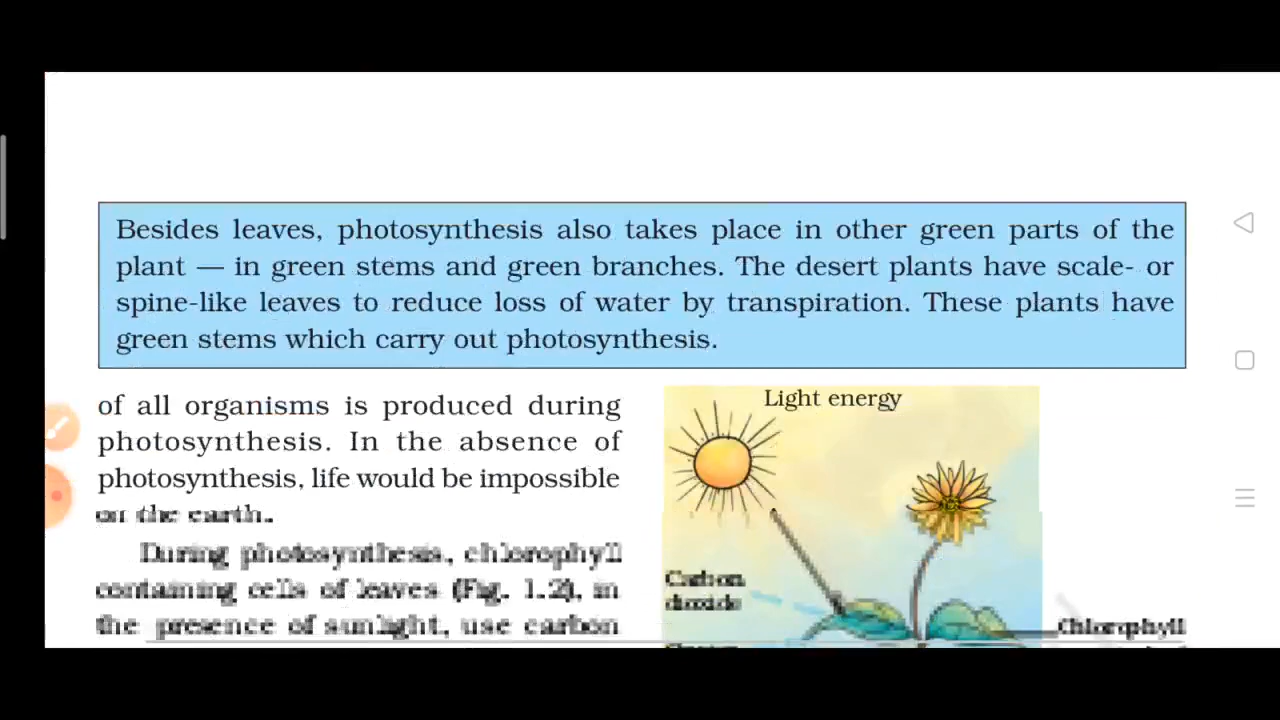 Besides leaves, photosynthesis also takes place in other green parts of the
plant — in green stems and green branches. The desert plants have scale- or
spine-like leaves to reduce loss of water by transpiration. These plants have
green stems which carry out photosynthesis.
of all organisms is produced during
photosynthesis. In the absence of
photosynthesis, life would be impossible
on the earth.
During photosynthesis, chlorophyll
containing cells of leaves (Fig. 1.2), in
the presence of sunlight, use carbon
Light energy
Carbon
dioxide
Chlorophyll